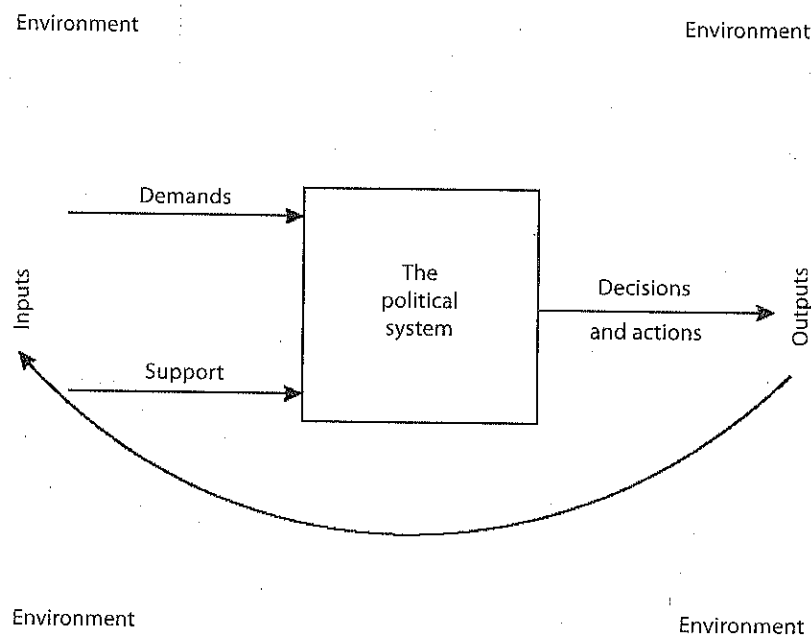 Environment
Environment
Demands
The
political
system
Decisions
and actions
Inputs
Outputs
Support
Environment
Environment